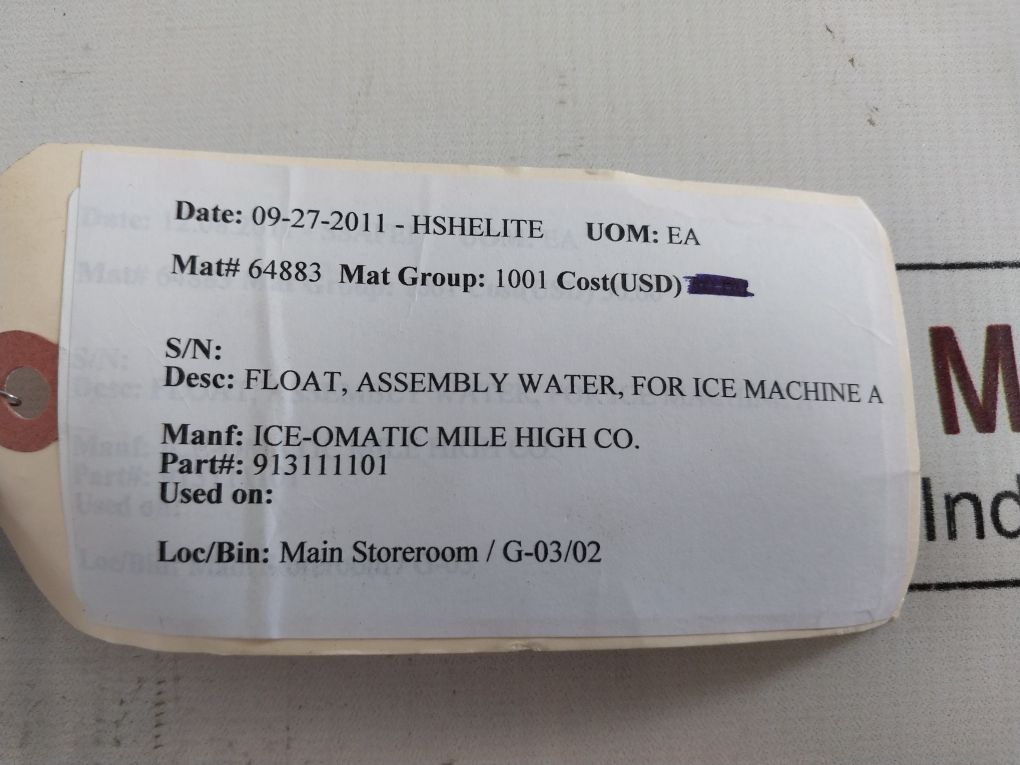 Date: 09-27-2011 - HSHELITE UOM: EA
Mat# 64883 Mat Group: 1001 Cost(USD)
S/N:
Desc: FLOAT, ASSEMBLY WATER, FOR ICE MACHINE A
Manf: ICE-OMATIC MILE HIGH CO.
Part#: 913111101
Used on:
Loc/Bin: Main Storeroom / G-03/02
M
Ind